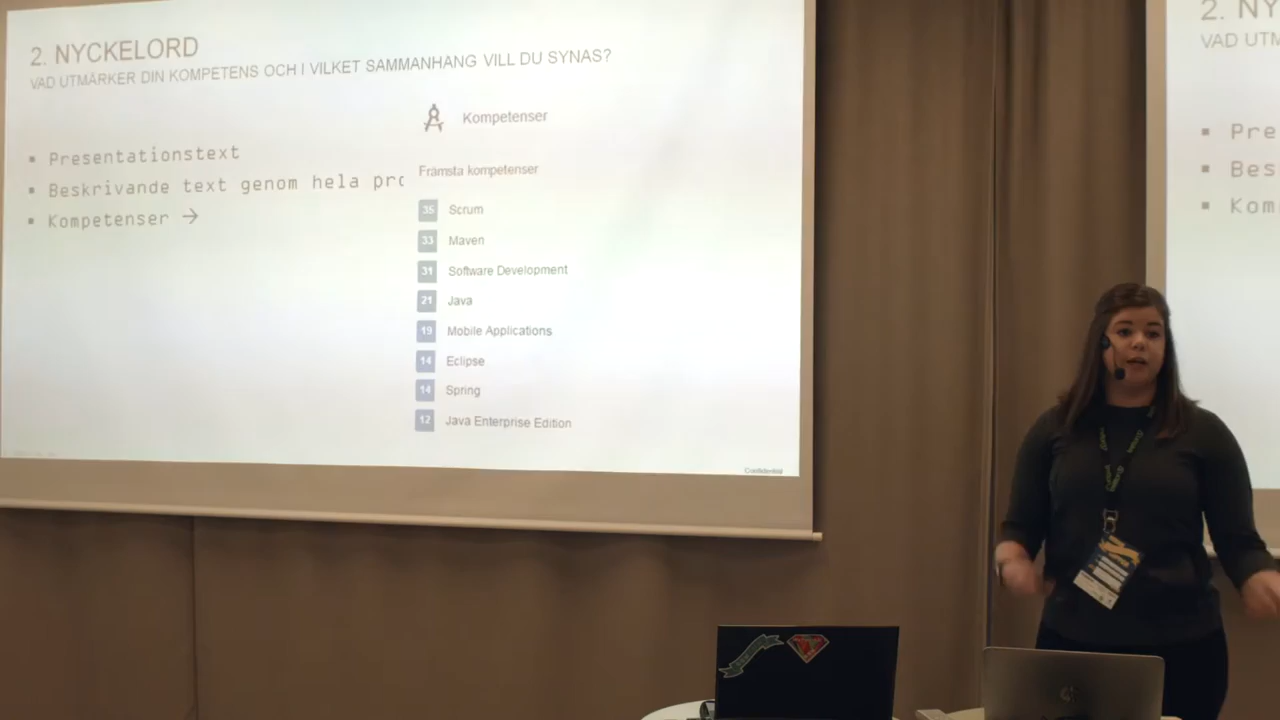 2. NYCKELORD
VAD UTMÄRKER DIN KOMPETENS OCH I VILKET SAMMANHANG VILL DU SYNAS?
▪ Presentationstext
▪ Beskrivande text genom hela pro
▪ Kompetenser →
Kompetenser
Främsta kompetenser
35 Scrum
33 Maven
31 Software Development
21 Java
19 Mobile Applications
14 Eclipse
14 Spring
12 Java Enterprise Edition
Confidential
2. NY
VAD UTM
▪ Pre
▪ Bes
▪ Kom